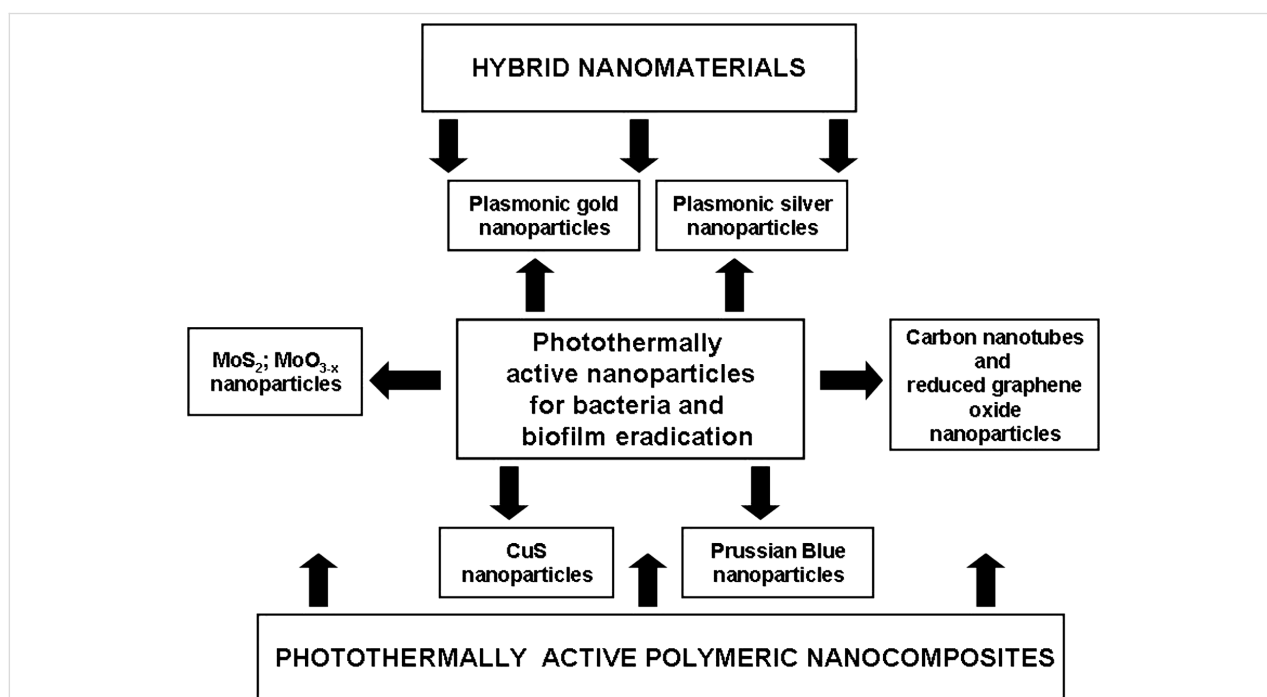 HYBRID NANOMATERIALS
Plasmonic gold
nanoparticles
Plasmonic silver
nanoparticles
MoS₂; MoO₃₋ₓ
nanoparticles
Photothermally
active nanoparticles
for bacteria and
biofilm eradication
Carbon nanotubes
and
reduced graphene
oxide
nanoparticles
CuS
nanoparticles
Prussian Blue
nanoparticles
PHOTOTHERMALLY ACTIVE POLYMERIC NANOCOMPOSITES